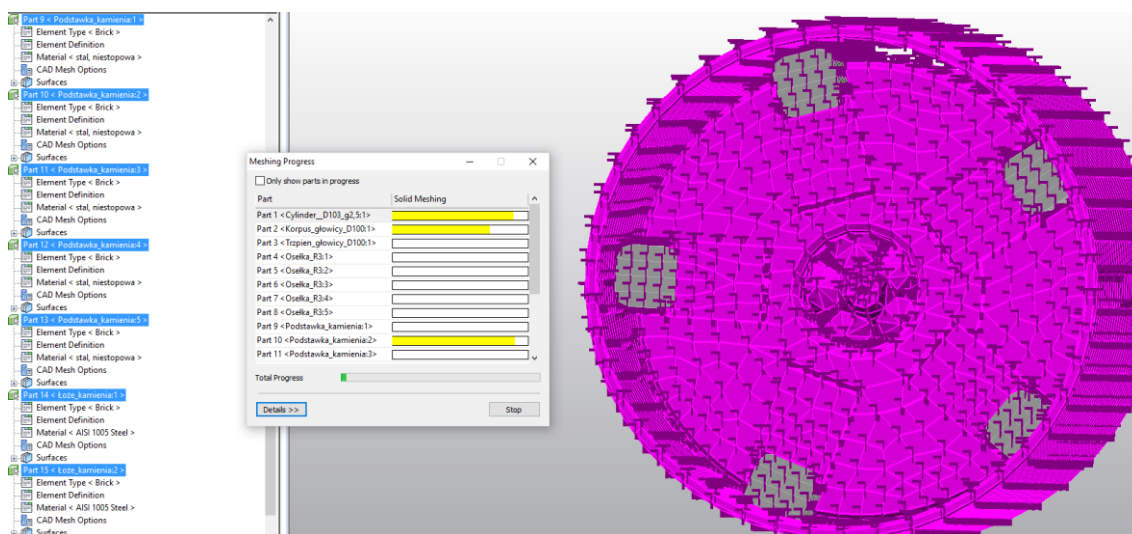 Part 9 < Podstawka_kamienia:1 >
Element Type < Brick >
Element Definition
Material < stal, niestopowa >
CAD Mesh Options
Surfaces
Part 10 < Podstawka_kamienia:2 >
Element Type < Brick >
Element Definition
Material < stal, niestopowa >
CAD Mesh Options
Surfaces
Part 11 < Podstawka_kamienia:3 >
Element Type < Brick >
Element Definition
Material < stal, niestopowa >
CAD Mesh Options
Surfaces
Part 12 < Podstawka_kamienia:4 >
Element Type < Brick >
Element Definition
Material < stal, niestopowa >
CAD Mesh Options
Surfaces
Part 13 < Podstawka_kamienia:5 >
Element Type < Brick >
Element Definition
Material < stal, niestopowa >
CAD Mesh Options
Surfaces
Part 14 < Łoże_kamienia:1 >
Element Type < Brick >
Element Definition
Material < AISI 1005 Steel >
CAD Mesh Options
Surfaces
Part 15 < Łoże_kamienia:2 >
Element Type < Brick >
Element Definition
Material < AISI 1005 Steel >
CAD Mesh Options
Surfaces
Meshing Progress
Only show parts in progress
Part Solid Meshing
Part 1 <Cylinder__D103_g2,5:1>
Part 2 <Korpus_głowicy_D100:1>
Part 3 <Trzpien_głowicy_D100:1>
Part 4 <Osełka_R3:1>
Part 5 <Osełka_R3:2>
Part 6 <Osełka_R3:3>
Part 7 <Osełka_R3:4>
Part 8 <Osełka_R3:5>
Part 9 <Podstawka_kamienia:1>
Part 10 <Podstawka_kamienia:2>
Part 11 <Podstawka_kamienia:3>
Total Progress
Details >>
Stop